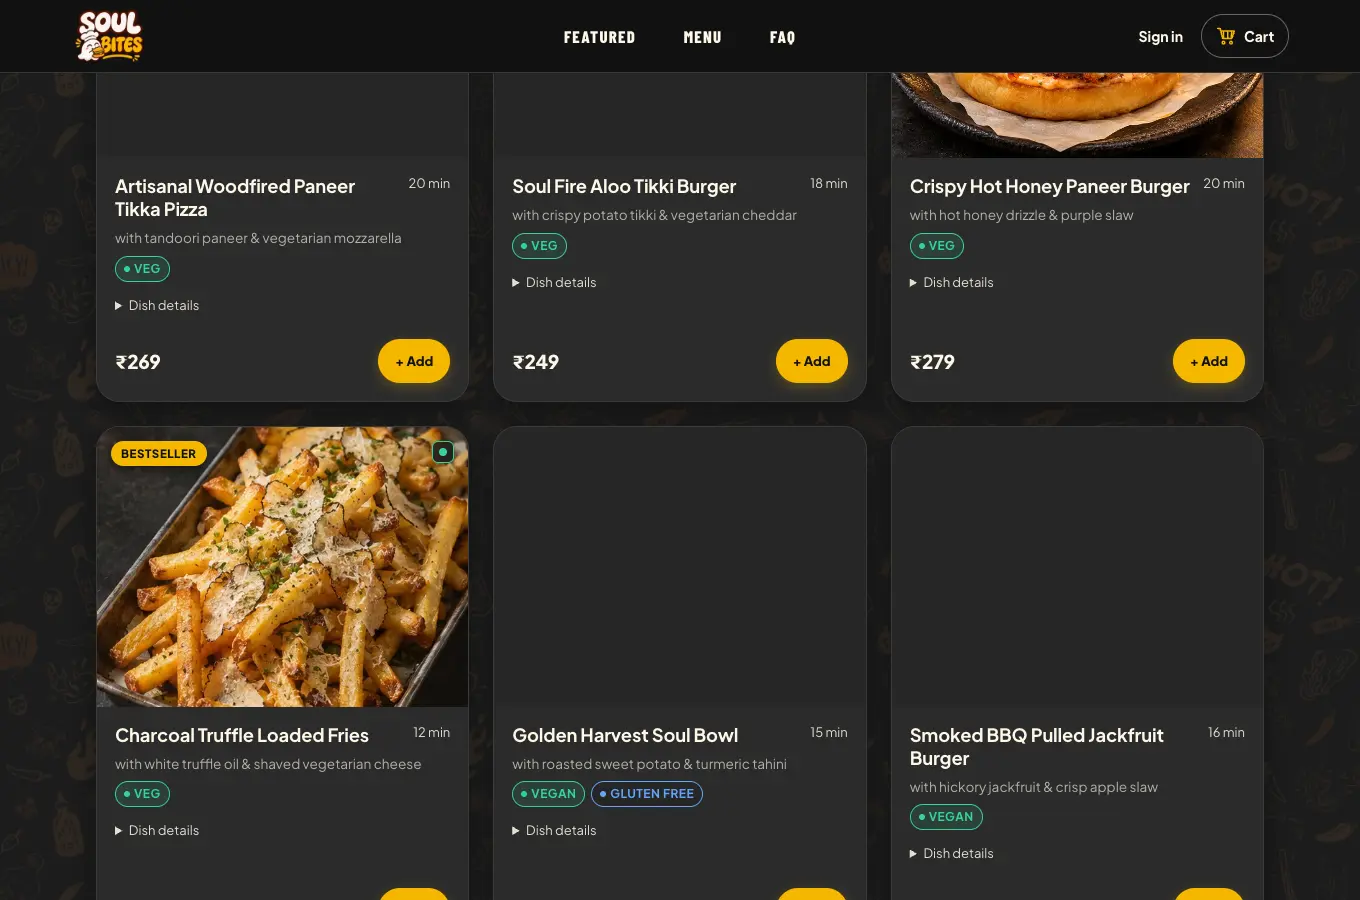 SOUL
BITES
FEATURED
MENU
FAQ
Sign in
Cart
Artisanal Woodfired Paneer
Tikka Pizza
20 min
with tandoori paneer & vegetarian mozzarella
VEG
Dish details
₹269
+ Add
Soul Fire Aloo Tikki Burger
18 min
with crispy potato tikki & vegetarian cheddar
VEG
Dish details
₹249
+ Add
Crispy Hot Honey Paneer Burger
20 min
with hot honey drizzle & purple slaw
VEG
Dish details
₹279
+ Add
BESTSELLER
Charcoal Truffle Loaded Fries
12 min
with white truffle oil & shaved vegetarian cheese
VEG
Dish details
Golden Harvest Soul Bowl
15 min
with roasted sweet potato & turmeric tahini
VEGAN
GLUTEN FREE
Dish details
Smoked BBQ Pulled Jackfruit
Burger
16 min
with hickory jackfruit & crisp apple slaw
VEGAN
Dish details
HOT!